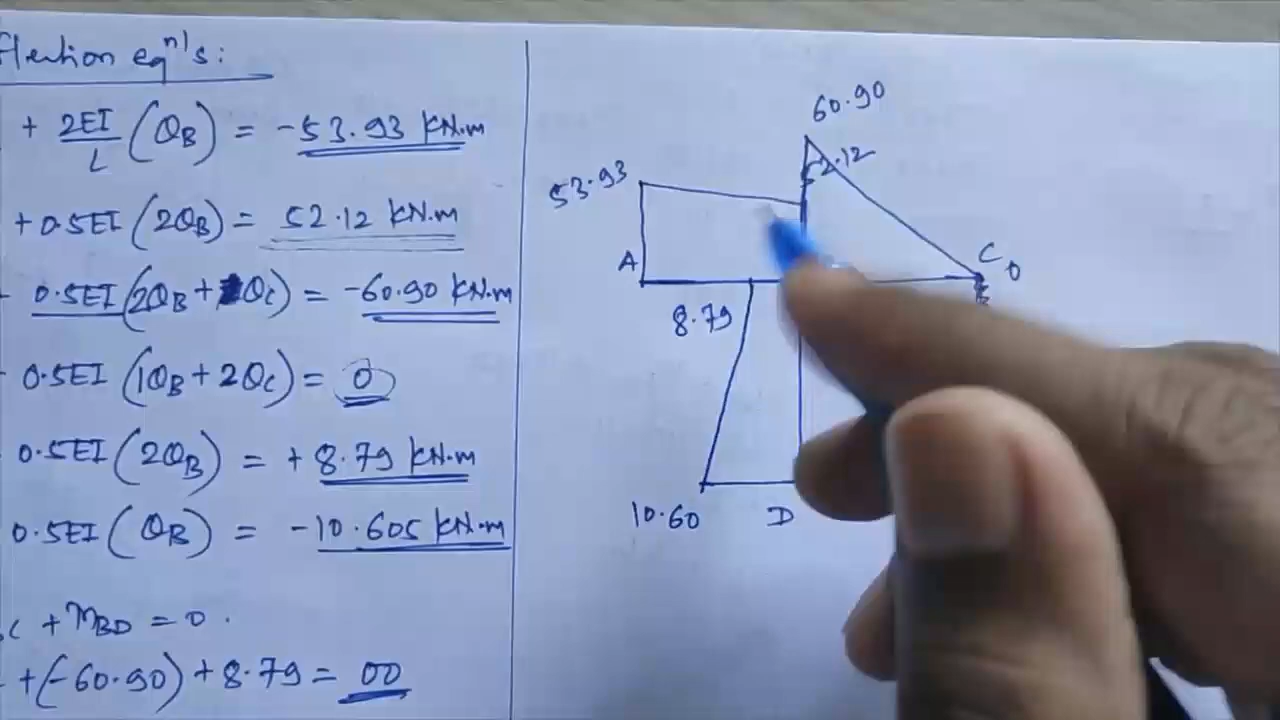 flection eqⁿ's:
+ 2EI/L (θB) = -53.93 kN.m
+0.5EI(2θB) = 52.12 kN.m
0.5EI(2θB+θC) = -60.90 kN.m
0.5EI(1θB+2θC) = 0
0.5EI(2θB) = +8.79 kN.m
0.5EI(θB) = -10.605 kN.m
C + MBD = 0.
+(-60.90)+8.79 = 00
60.90
52.12
53.93
A
C
0
8.79
10.60
D